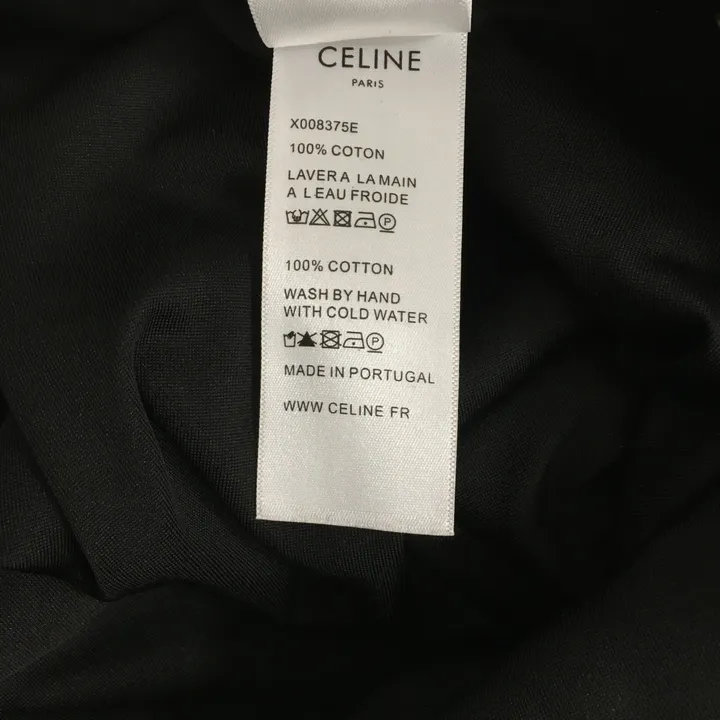 CELINE
PARIS
X008375E
100% COTON
LAVER A LA MAIN
A L EAU FROIDE
P
100% COTTON
WASH BY HAND
WITH COLD WATER
P
MADE IN PORTUGAL
WWW CELINE FR